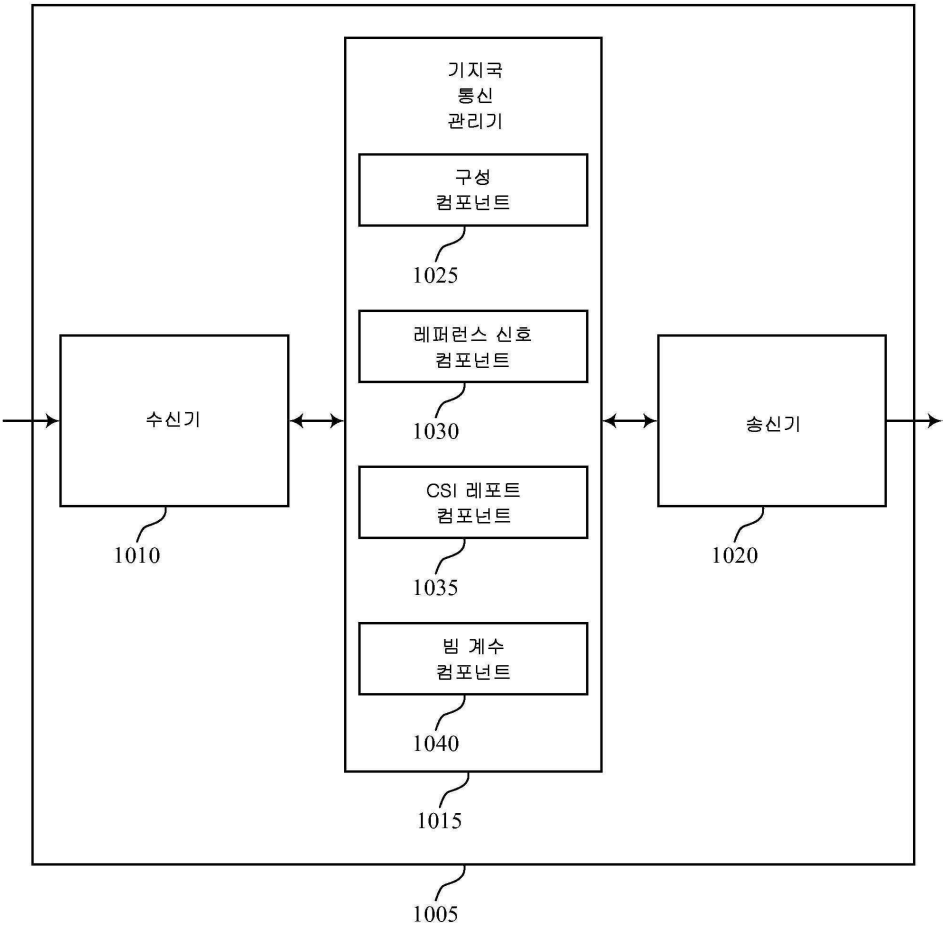 기지국
통신
관리기
구성
컴포넌트
1025
레퍼런스 신호
컴포넌트
1030
수신기
1010
송신기
1020
CSI 레포트
컴포넌트
1035
빔 계수
컴포넌트
1040
1015
1005